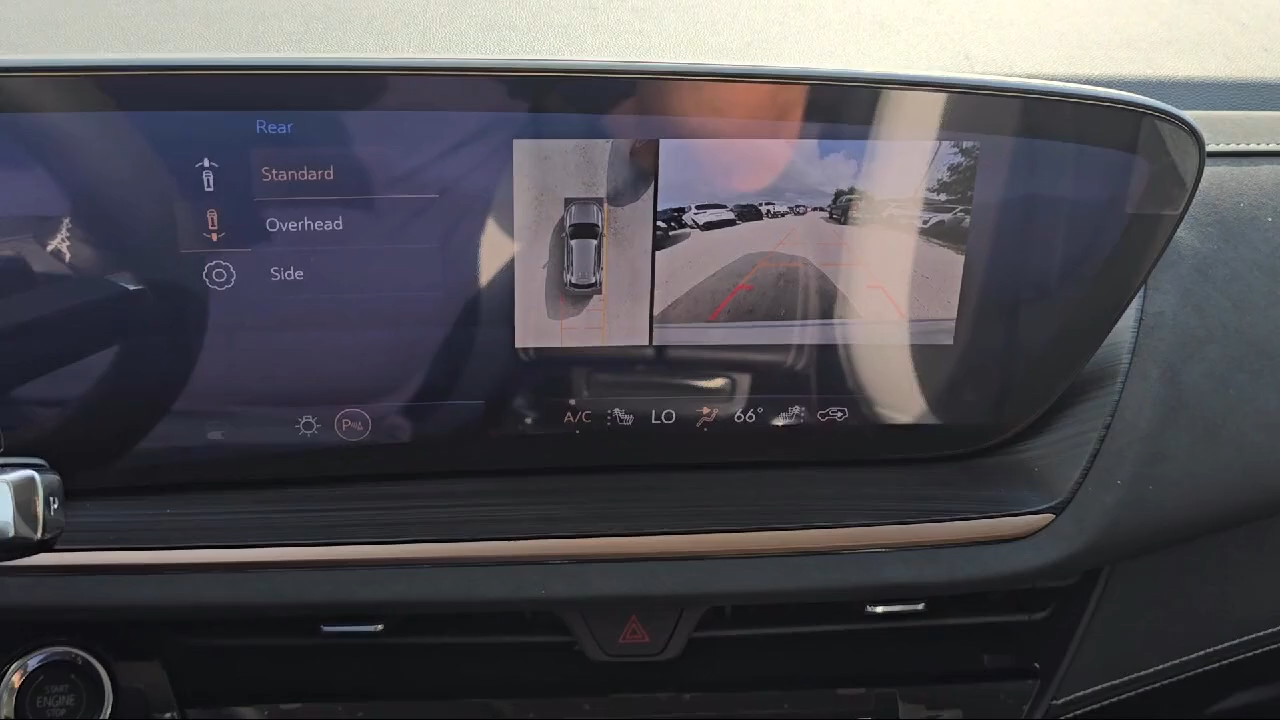 Rear
Standard
Overhead
Side
P
A/C LO 66°
P
START
ENGINE
STOP